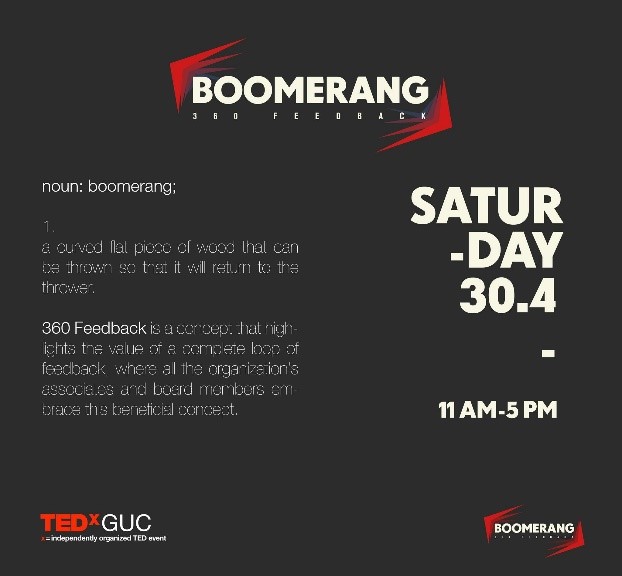 BOOMERANG
360 FEEDBACK
noun: boomerang;
1.
a curved flat piece of wood that can
be thrown so that it will return to the
thrower.
360 Feedback is a concept that high-
lights the value of a complete loop of
feedback where all the organization's
associates and board members em-
brace this beneficial concept.
SATUR
-DAY
30.4
-
11 AM-5 PM
TEDxGUC
x = independently organized TED event
BOOMERANG
360 FEEDBACK